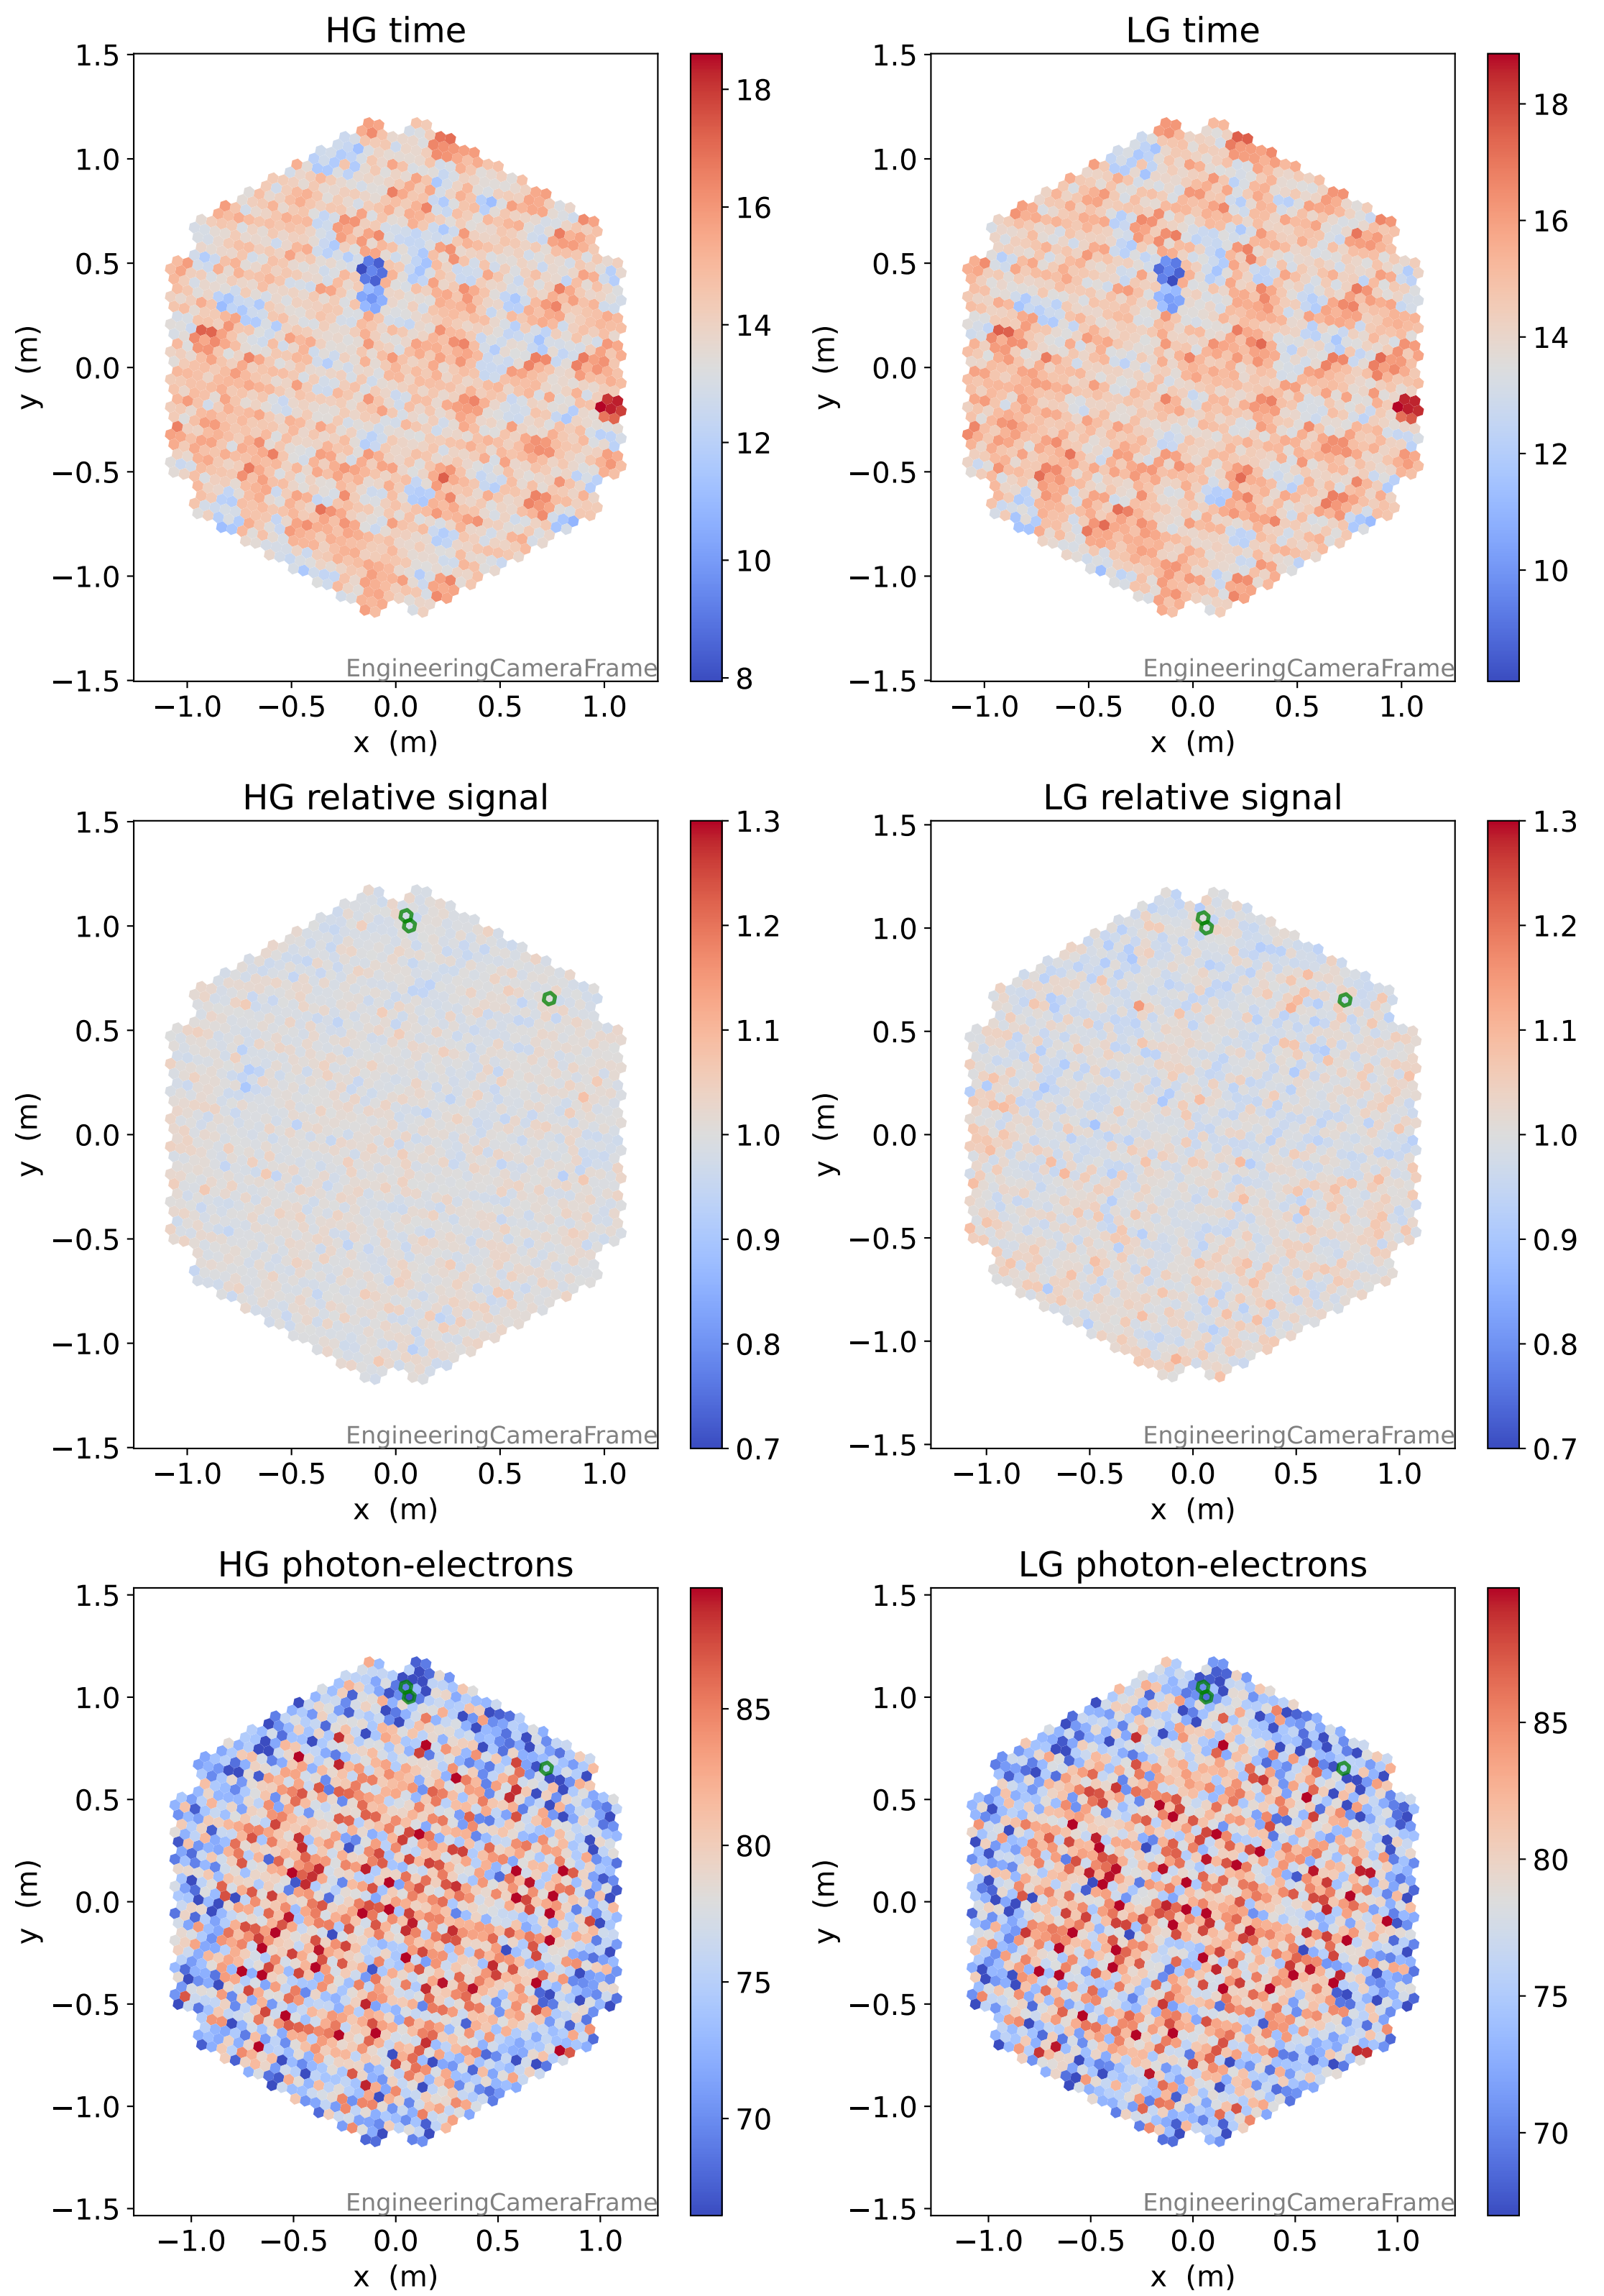 HG time
1.5
1.0
0.5
0.0
−0.5
−1.0
−1.5
y (m)
EngineeringCameraFrame
−1.0 −0.5 0.0 0.5 1.0
x (m)
18
16
14
12
10
8
LG time
1.5
1.0
0.5
0.0
−0.5
−1.0
−1.5
y (m)
EngineeringCameraFrame
−1.0 −0.5 0.0 0.5 1.0
x (m)
18
16
14
12
10
HG relative signal
1.5
1.0
0.5
0.0
−0.5
−1.0
−1.5
y (m)
EngineeringCameraFrame
−1.0 −0.5 0.0 0.5 1.0
x (m)
1.3
1.2
1.1
1.0
0.9
0.8
0.7
LG relative signal
1.5
1.0
0.5
0.0
−0.5
−1.0
−1.5
y (m)
EngineeringCameraFrame
−1.0 −0.5 0.0 0.5 1.0
x (m)
1.3
1.2
1.1
1.0
0.9
0.8
0.7
HG photon-electrons
1.5
1.0
0.5
0.0
−0.5
−1.0
−1.5
y (m)
EngineeringCameraFrame
−1.0 −0.5 0.0 0.5 1.0
x (m)
85
80
75
70
LG photon-electrons
1.5
1.0
0.5
0.0
−0.5
−1.0
−1.5
y (m)
EngineeringCameraFrame
−1.0 −0.5 0.0 0.5 1.0
x (m)
85
80
75
70